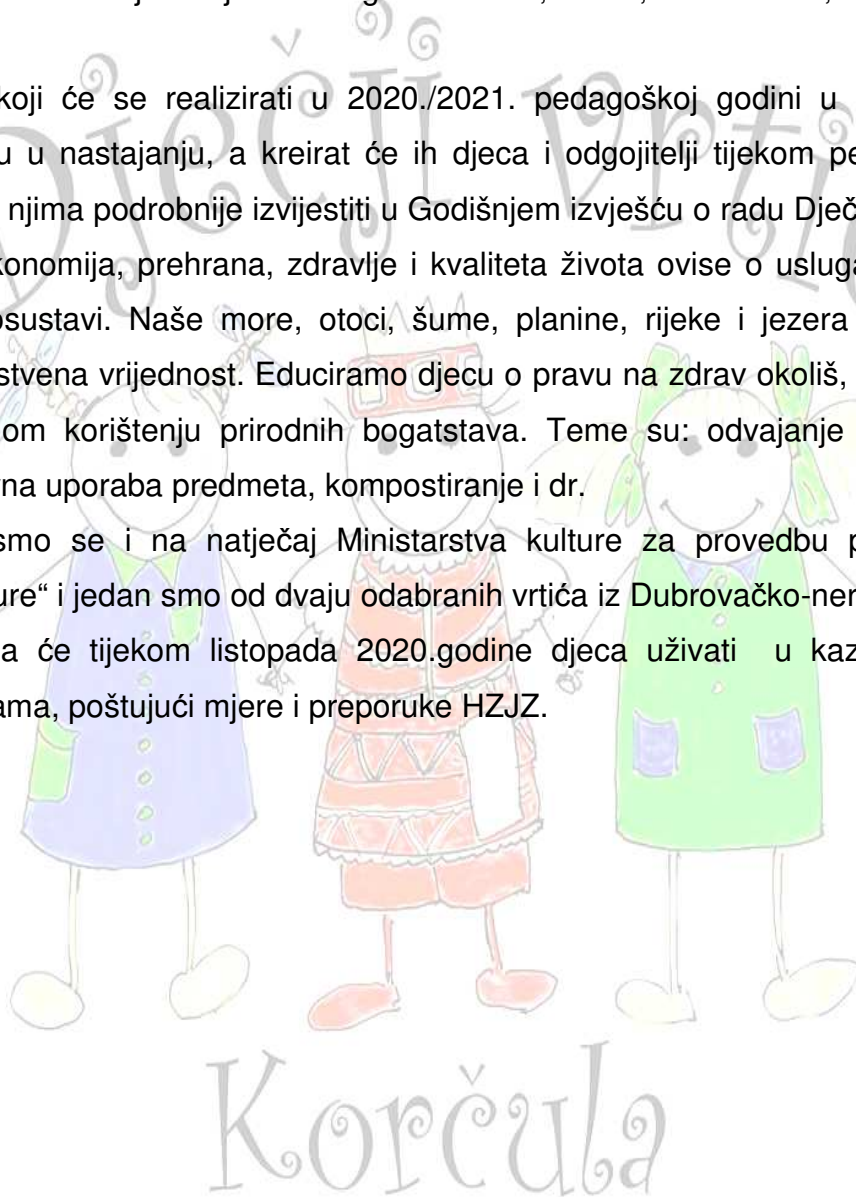 Dječji vrtić
koji će se realizirati u 2020./2021. pedagoškoj godini u
u u nastajanju, a kreirat će ih djeca i odgojitelji tijekom pe
njima podrobnije izvijestiti u Godišnjem izvješću o radu Dječ
konomija, prehrana, zdravlje i kvaliteta života ovise o usluga
osustavi. Naše more, otoci, šume, planine, rijeke i jezera
stvena vrijednost. Educiramo djecu o pravu na zdrav okoliš,
om korištenju prirodnih bogatstava. Teme su: odvajanje
vna uporaba predmeta, kompostiranje i dr.
smo se i na natječaj Ministarstva kulture za provedbu p
ure“ i jedan smo od dvaju odabranih vrtića iz Dubrovačko-ner
a će tijekom listopada 2020.godine djeca uživati u kaz
ama, poštujući mjere i preporuke HZJZ.
Korčula